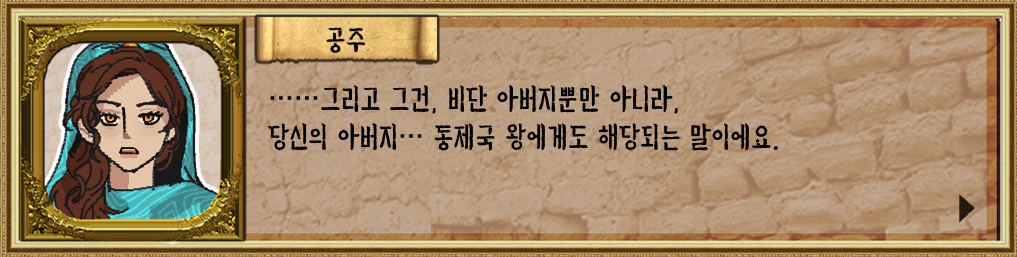 공주
……그리고 그건, 비단 아버지뿐만 아니라,
당신의 아버지… 동제국 왕에게도 해당되는 말이에요.